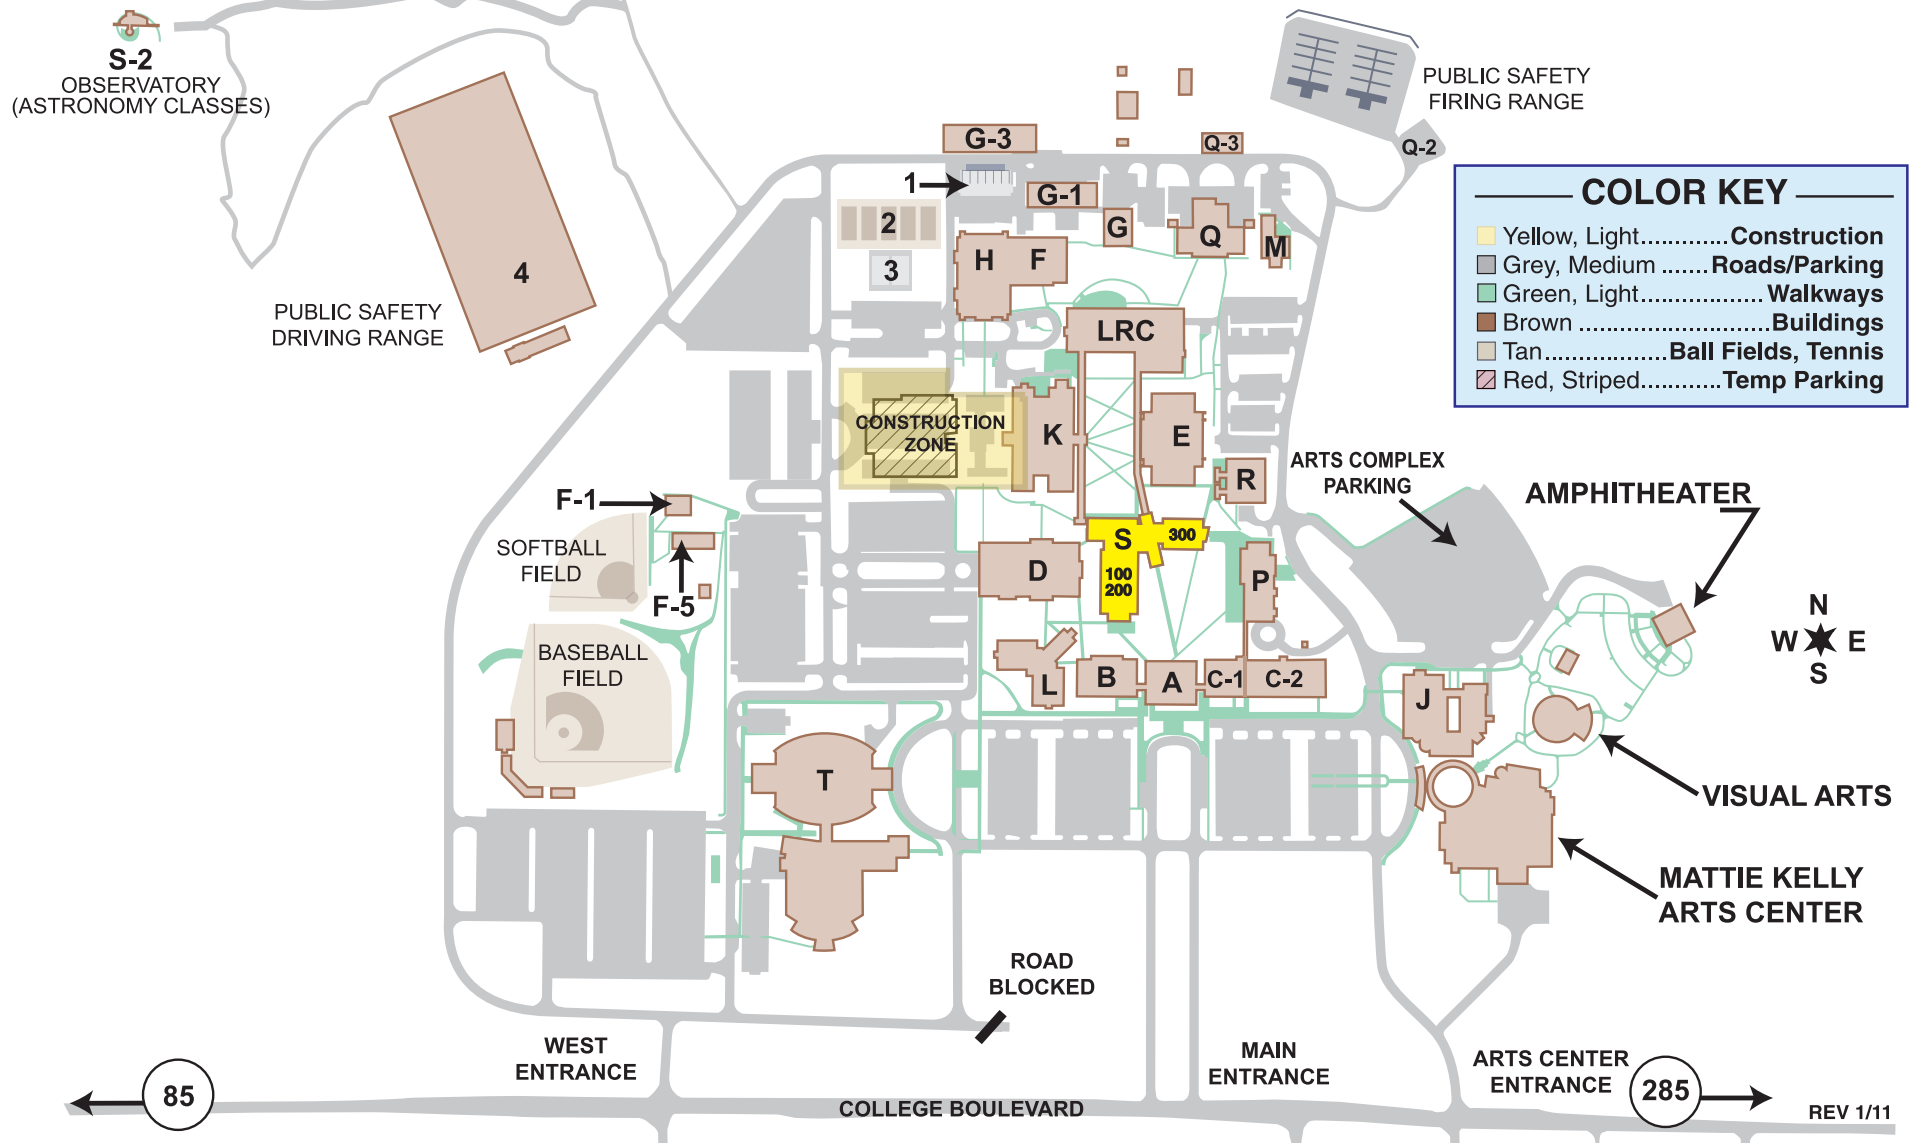 S-2
OBSERVATORY
(ASTRONOMY CLASSES)
4
PUBLIC SAFETY
DRIVING RANGE
G-3
1
G-1
2
3
G
H
F
Q-3
Q
M
PUBLIC SAFETY
FIRING RANGE
Q-2
COLOR KEY
Yellow, Light............Construction
Grey, Medium ......Roads/Parking
Green, Light................Walkways
Brown .........................Buildings
Tan................Ball Fields, Tennis
Red, Striped...........Temp Parking
LRC
CONSTRUCTION
ZONE
K
E
R
ARTS COMPLEX
PARKING
AMPHITHEATER
F-1
SOFTBALL
FIELD
F-5
S
300
100
200
D
P
N
W E
S
BASEBALL
FIELD
L
B
A
C-1
C-2
J
T
VISUAL ARTS
MATTIE KELLY
ARTS CENTER
ROAD
BLOCKED
WEST
ENTRANCE
MAIN
ENTRANCE
ARTS CENTER
ENTRANCE
85
285
COLLEGE BOULEVARD
REV 1/11